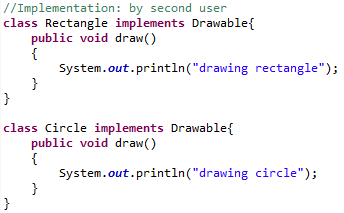 //Implementation: by second user
class Rectangle implements Drawable{
    public void draw()
    {
        System.out.println("drawing rectangle");
    }
}

class Circle implements Drawable{
    public void draw()
    {
        System.out.println("drawing circle");
    }
}